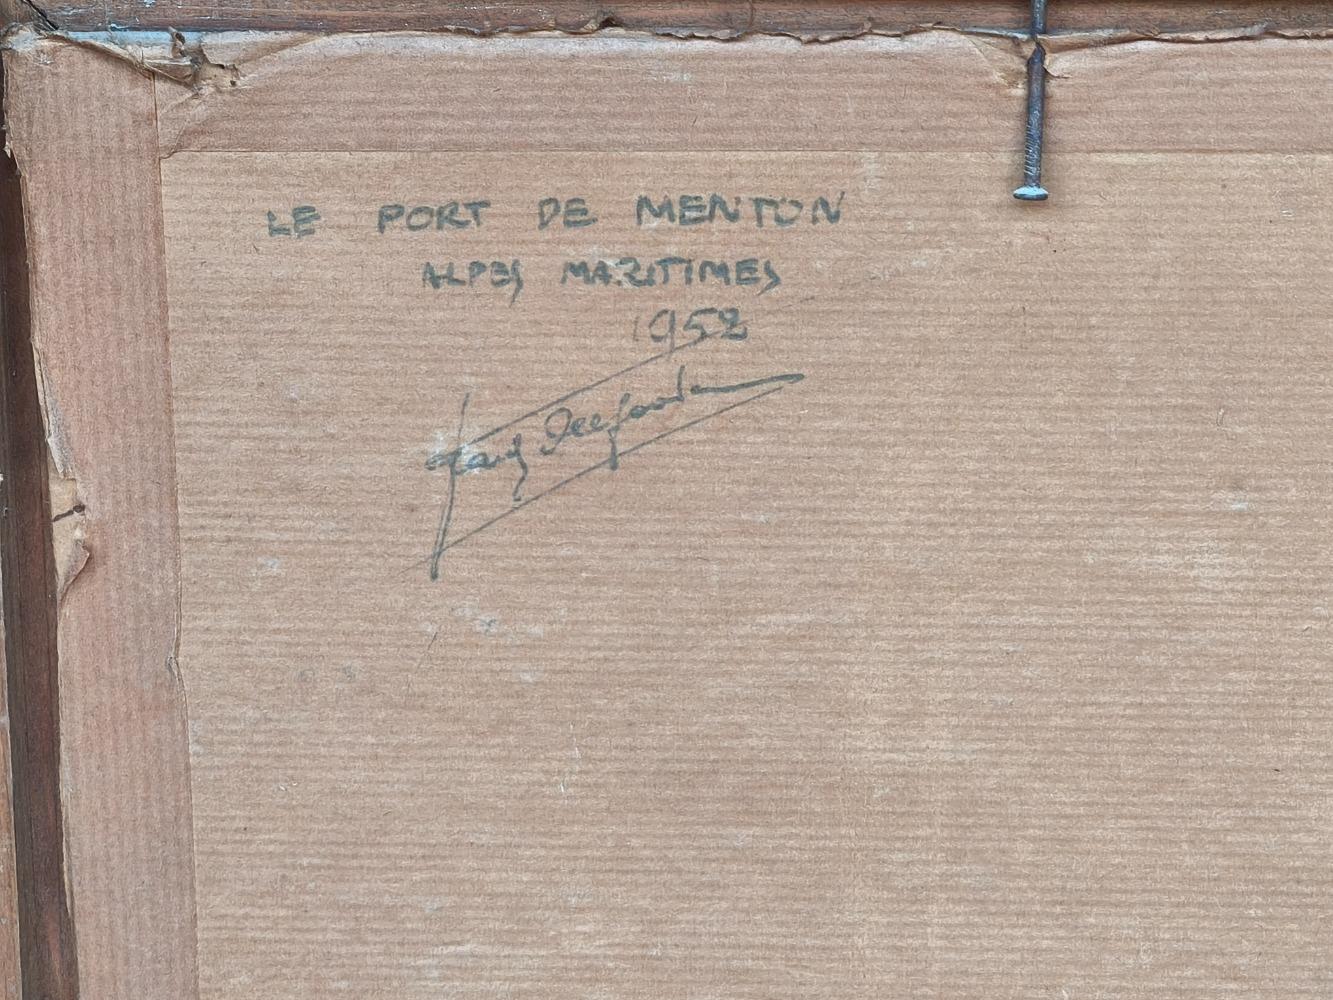 LE PORT DE MENTON
ALPES MARITIMES
1952